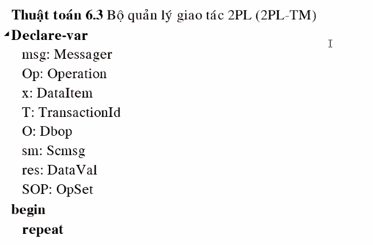 Thuật toán 6.3 Bộ quản lý giao tác 2PL (2PL-TM)
Declare-var
msg: Messager
Op: Operation
x: DataItem
T: TransactionId
O: Dbop
sm: Scmsg
res: DataVal
SOP: OpSet
begin
repeat